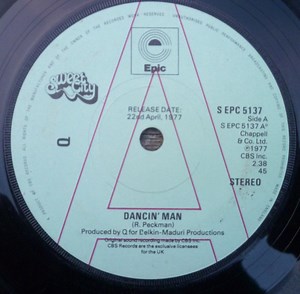 Epic
Sweet
City
RELEASE DATE:
22nd April, 1977
S EPC 5137
Side A
S EPC 5137 A°
Chappell
& Co. Ltd.
℗1977
CBS Inc.
2.38
45
STEREO
Q
A
DANCIN' MAN
(R. Peckman)
Produced by Q for Belkin-Maduri Productions
Original sound recording made by CBS Inc.
CBS Records are the exclusive licensees
for the UK